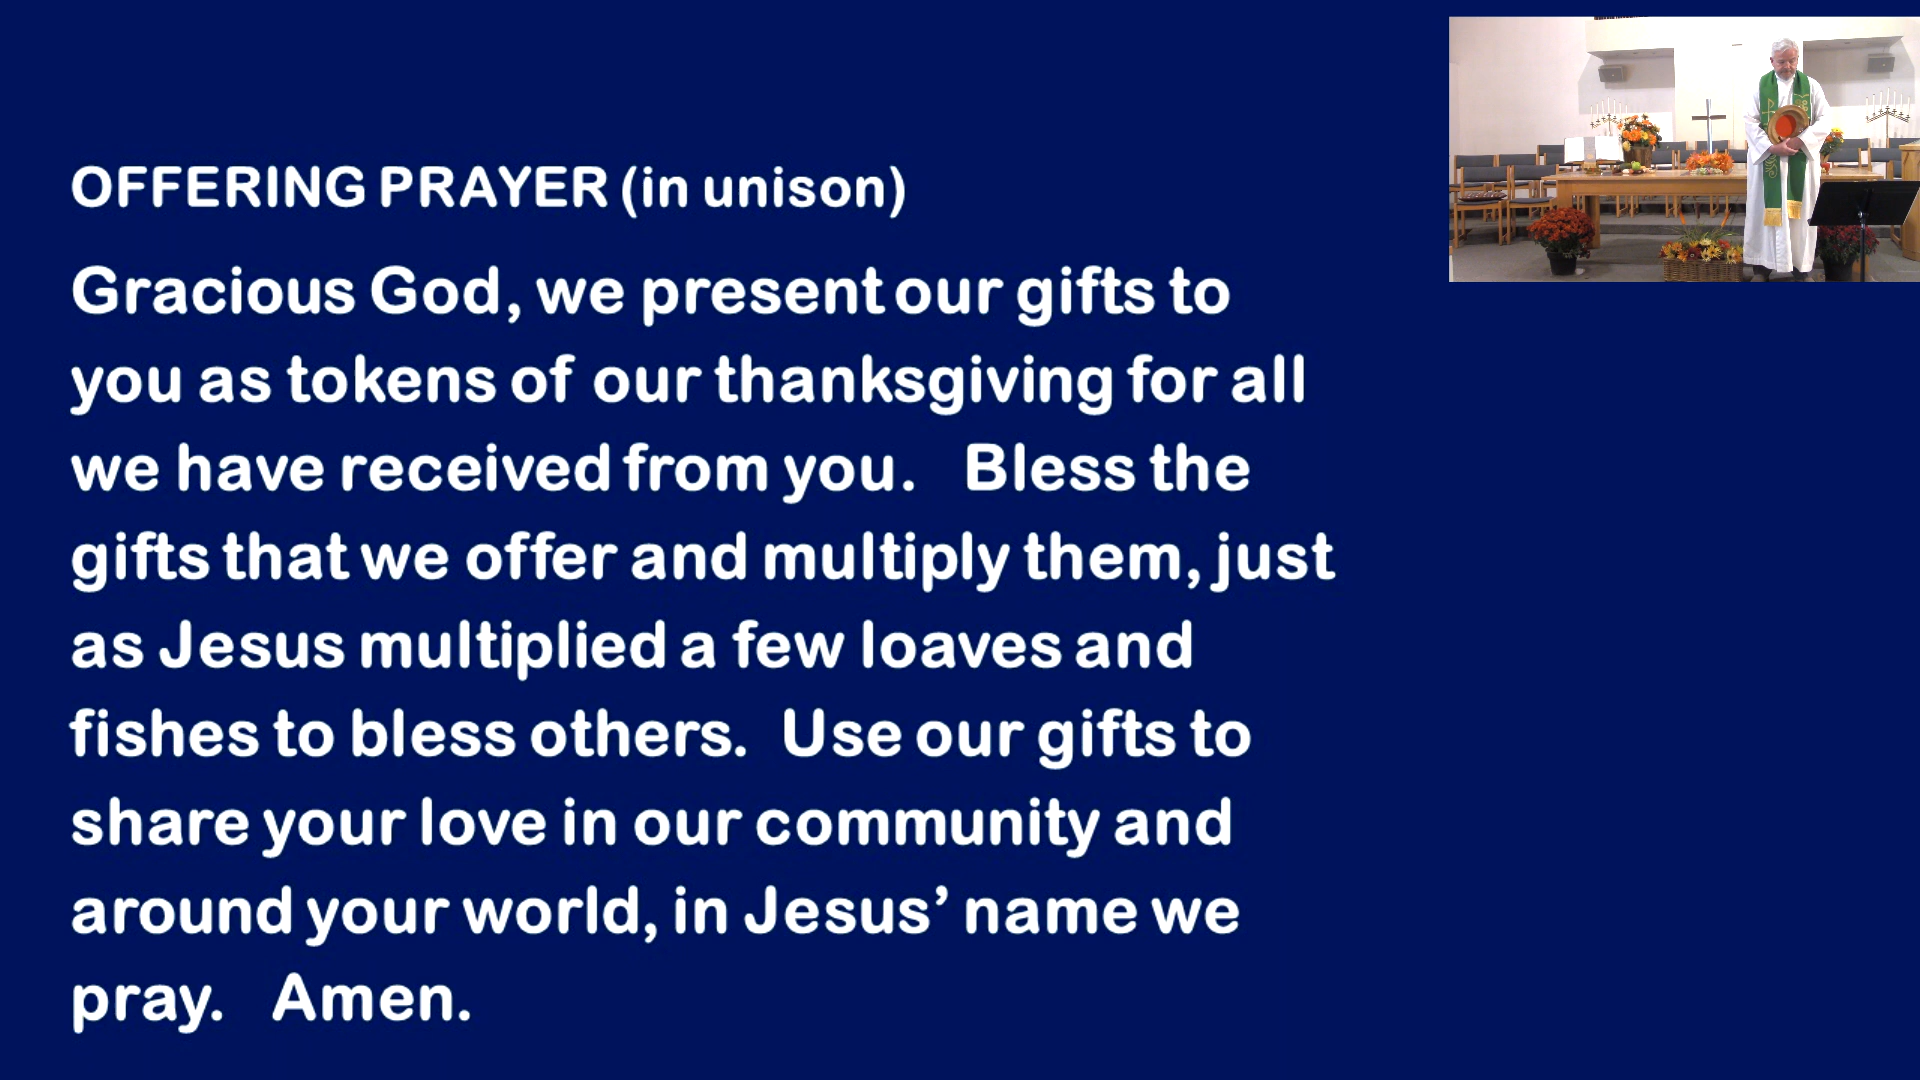 OFFERING PRAYER (in unison)
Gracious God, we present our gifts to
you as tokens of our thanksgiving for all
we have received from you. Bless the
gifts that we offer and multiply them, just
as Jesus multiplied a few loaves and
fishes to bless others. Use our gifts to
share your love in our community and
around your world, in Jesus’ name we
pray. Amen.